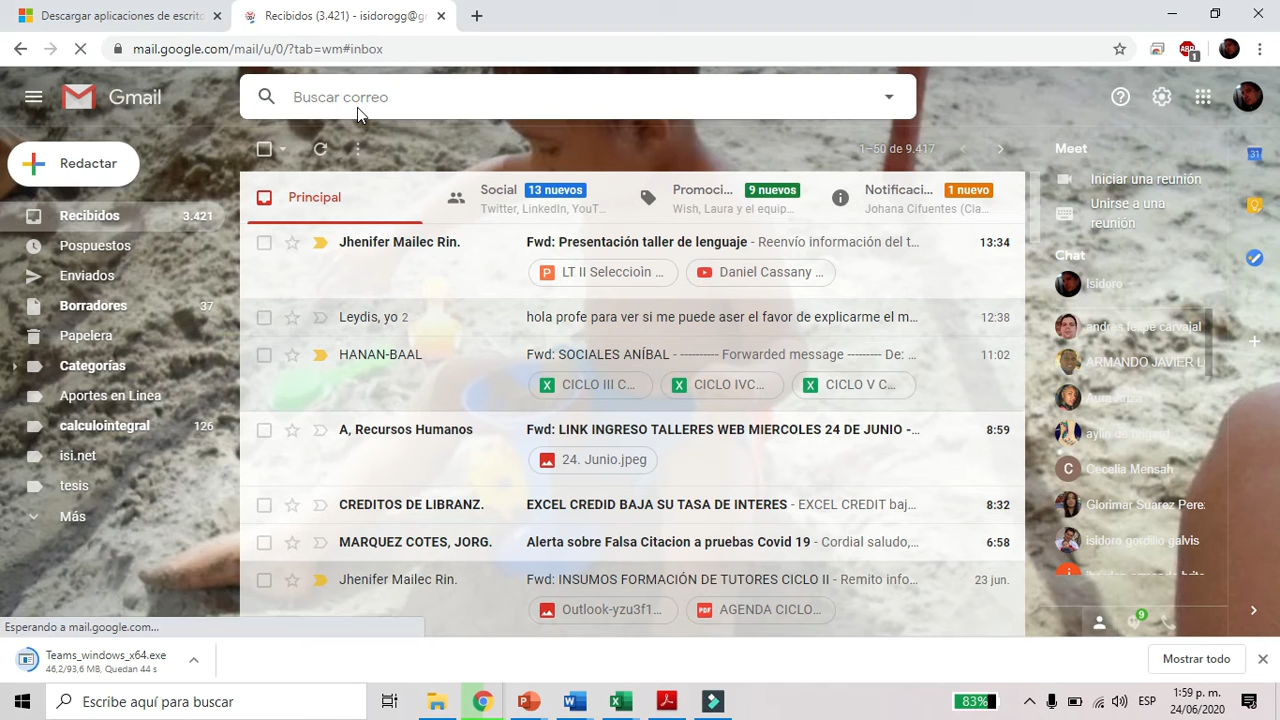 Descargar aplicaciones de escrito
Recibidos (3.421) - isidorogg@gr
mail.google.com/mail/u/0/?tab=wm#inbox
ABP
1
Gmail
Buscar correo
Redactar
1–50 de 9.417
Meet
31
Iniciar una reunión
Unirse a una
reunión
Principal
Social 13 nuevos
Twitter, LinkedIn, YouT…
Promoci… 9 nuevos
Wish, Laura y el equip…
Notificaci… 1 nuevo
Johana Cifuentes (Cla…
Recibidos 3.421
Pospuestos
Enviados
Borradores 37
Papelera
Categorías
Aportes en Linea
calculointegral 126
isi.net
tesis
Más
Jhenifer Mailec Rin. Fwd: Presentación taller de lenguaje - Reenvío información del t… 13:34
P LT II Seleccioin … Daniel Cassany …
Leydis, yo 2 hola profe para ver si me puede aser el favor de explicarme el m… 12:38
HANAN-BAAL Fwd: SOCIALES ANÍBAL - ---------- Forwarded message --------- De: … 11:02
X CICLO III C… X CICLO IVC… X CICLO V C…
A, Recursos Humanos Fwd: LINK INGRESO TALLERES WEB MIERCOLES 24 DE JUNIO -… 8:59
24. Junio.jpeg
CREDITOS DE LIBRANZ. EXCEL CREDID BAJA SU TASA DE INTERES - EXCEL CREDIT baj… 8:32
MARQUEZ COTES, JORG. Alerta sobre Falsa Citacion a pruebas Covid 19 - Cordial saludo,… 6:58
Jhenifer Mailec Rin. Fwd: INSUMOS FORMACIÓN DE TUTORES CICLO II - Remito info… 23 jun.
Outlook-yzu3f1… PDF AGENDA CICLO…
Chat
Isidoro
andres felipe carvajal
ARMANDO JAVIER L
C Cecelia Mensah
Glorimar Suarez Pere
isidoro gordillo galvis
9
Esperando a mail.google.com...
Teams_windows_x64.exe
46,2/93,6 MB, Quedan 44 s
Mostrar todo
Escribe aquí para buscar
83%
ESP
1:59 p. m.
24/06/2020